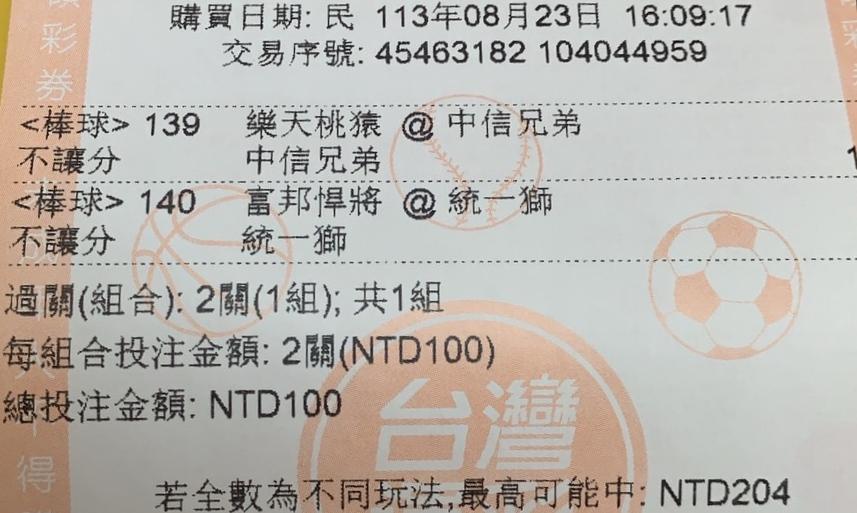 購買日期: 民 113年08月23日 16:09:17
交易序號: 45463182 104044959
<棒球> 139 樂天桃猿 @ 中信兄弟
不讓分 中信兄弟 1
<棒球> 140 富邦悍將 @ 統一獅
不讓分 統一獅
過關(組合): 2關(1組); 共1組
每組合投注金額: 2關(NTD100)
總投注金額: NTD100
若全數為不同玩法,最高可能中: NTD204
彩券
台灣
得